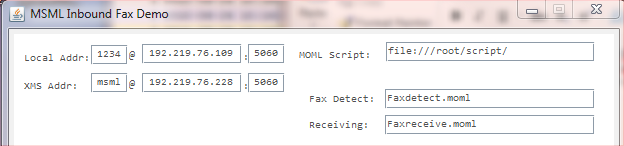 MSML Inbound Fax Demo
Local Addr: 1234 @ 192.219.76.109 : 5060 MOML Script: file:///root/script/
XMS Addr: msml @ 192.219.76.228 : 5060
Fax Detect: Faxdetect.moml
Receiving: Faxreceive.moml